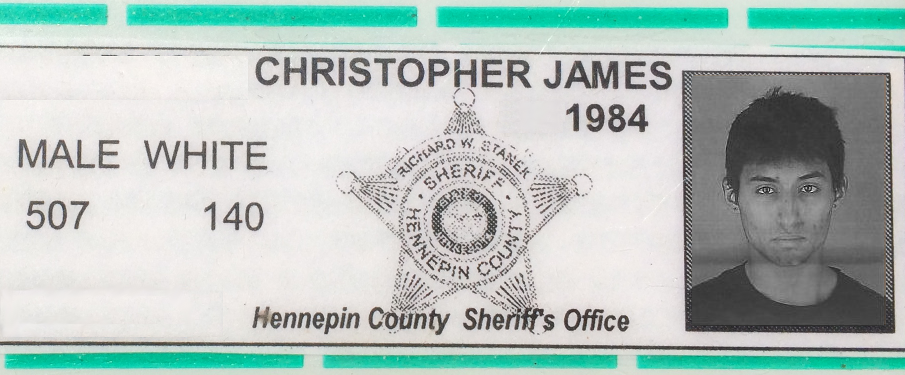 CHRISTOPHER JAMES
1984
MALE WHITE
507 140
RICHARD W. STANEK
SHERIFF
HENNEPIN COUNTY
Hennepin County Sheriff's Office